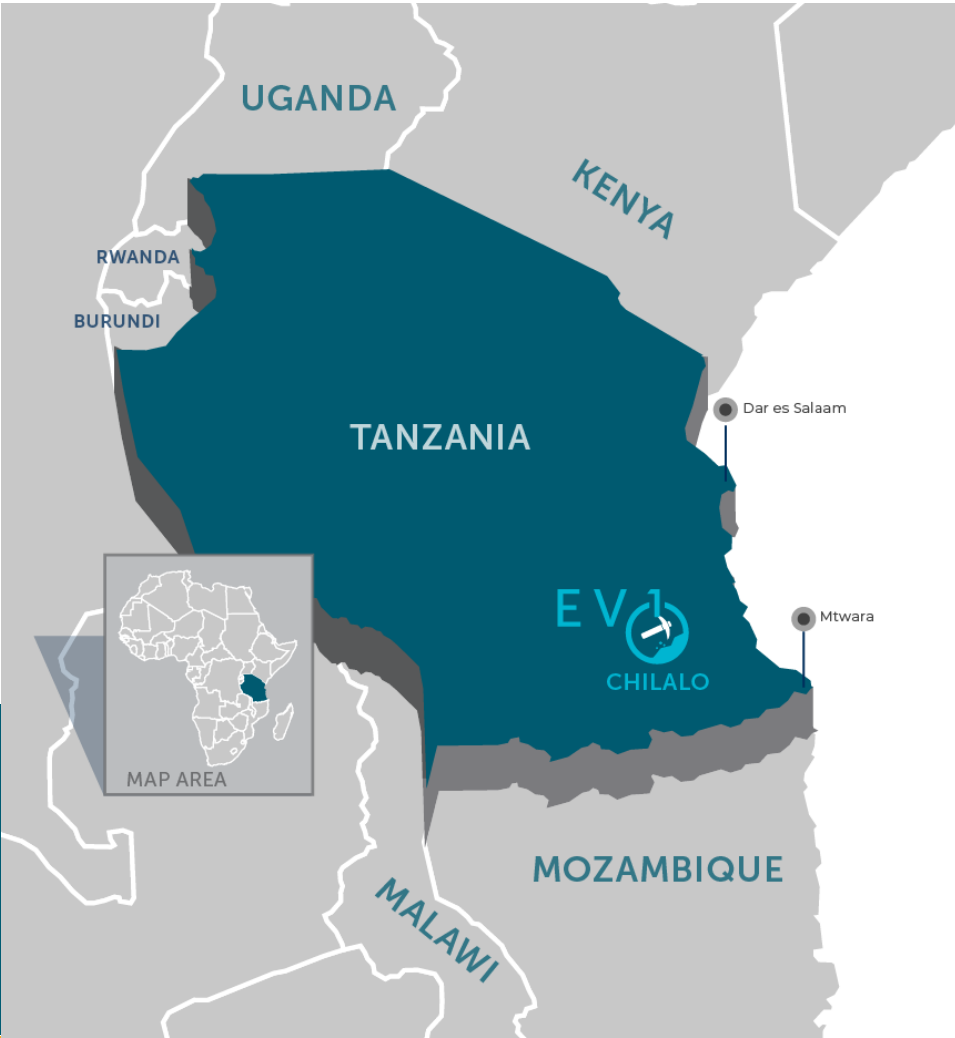 UGANDA
KENYA
RWANDA
BURUNDI
Dar es Salaam
TANZANIA
EV1
Mtwara
CHILALO
MAP AREA
MOZAMBIQUE
MALAWI